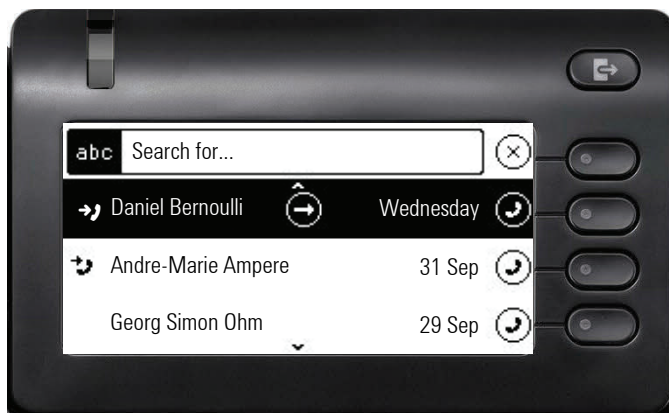 abc Search for...
Daniel Bernoulli Wednesday
Andre-Marie Ampere 31 Sep
Georg Simon Ohm 29 Sep